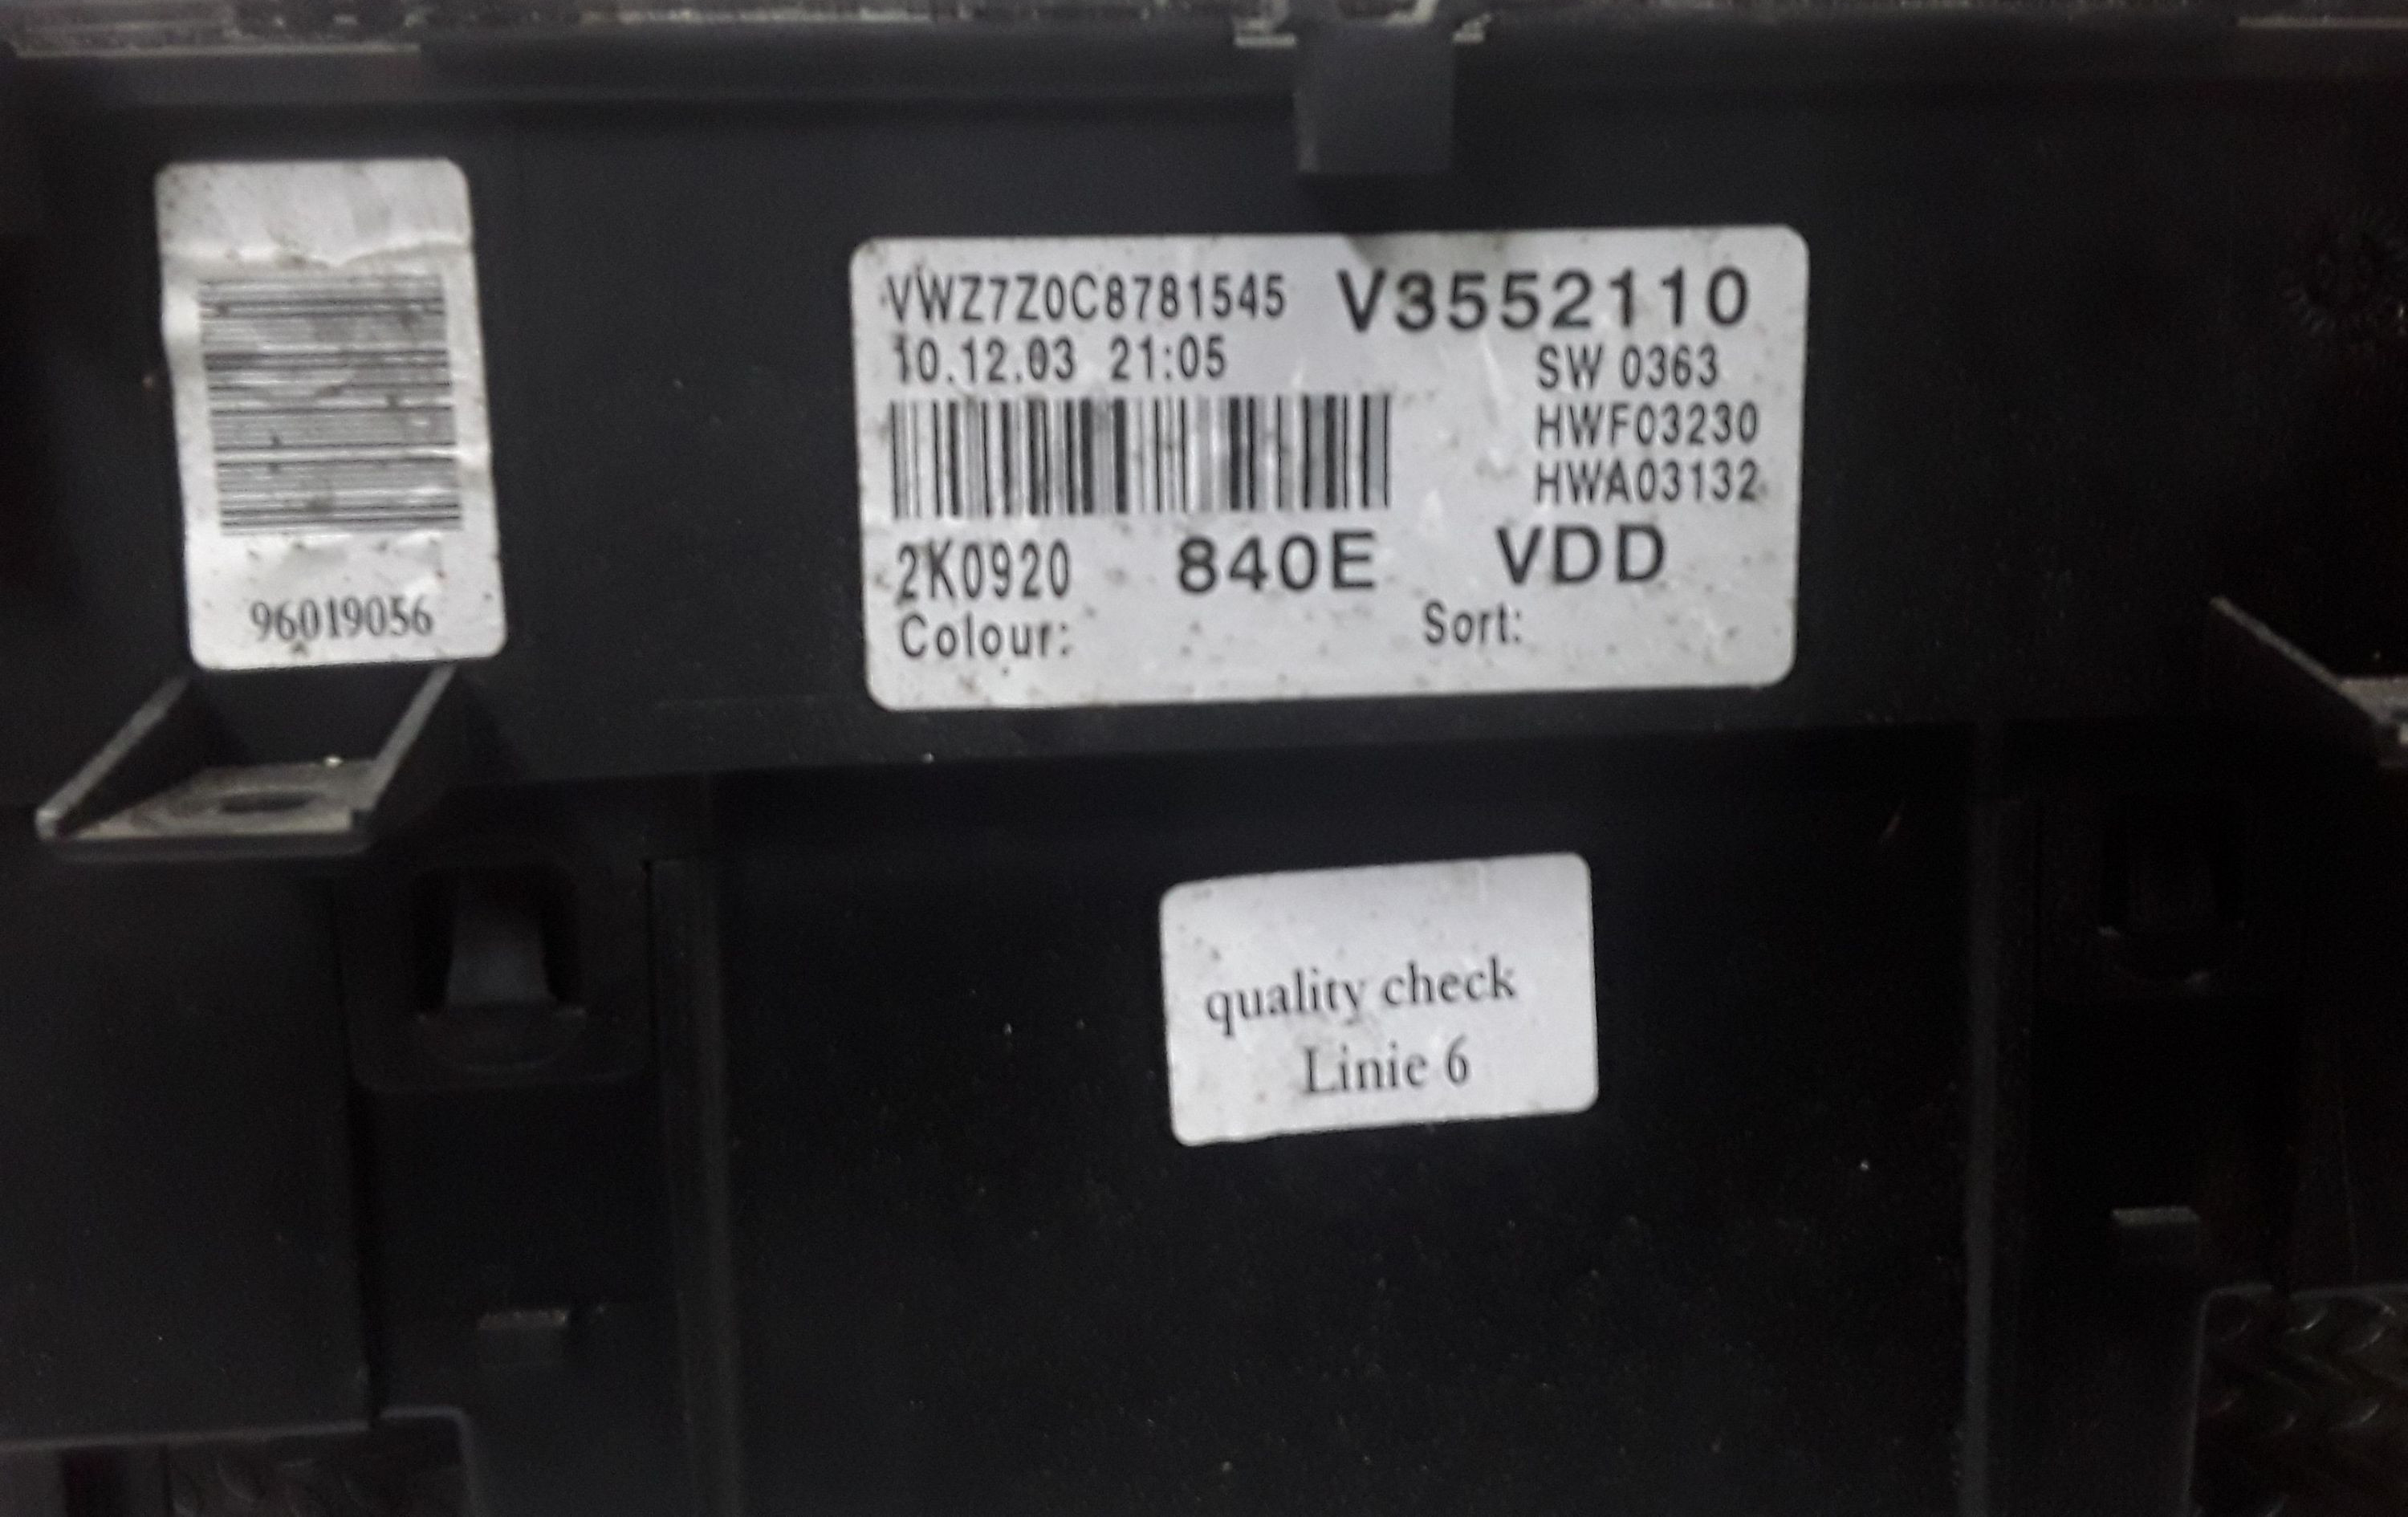 VWZ7Z0C8781545 V3552110
10.12.03 21:05
SW 0363
HWF03230
HWA03132
2K0920 840E VDD
Colour: Sort:
96019056
quality check
Linie 6